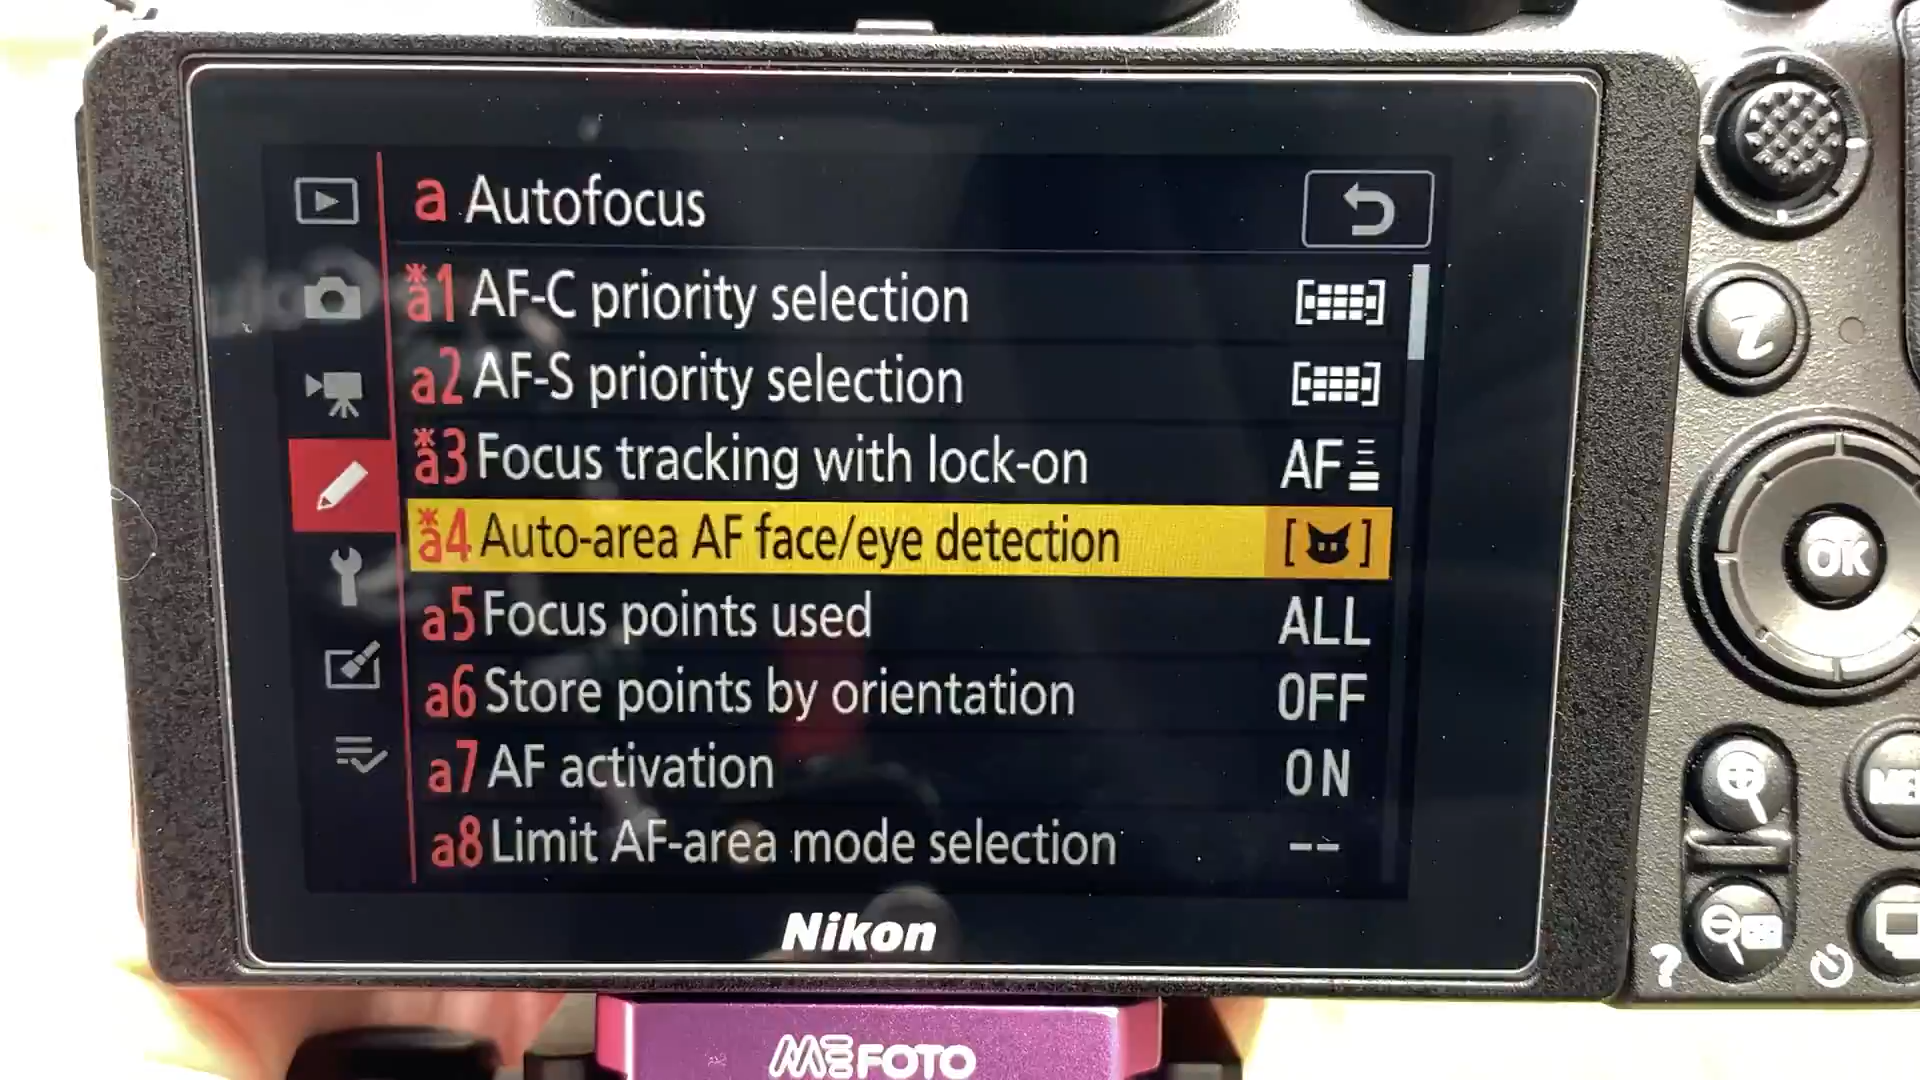 a Autofocus
a1 AF-C priority selection
a2 AF-S priority selection
a3 Focus tracking with lock-on AF
a4 Auto-area AF face/eye detection
a5 Focus points used ALL
a6 Store points by orientation OFF
a7 AF activation ON
a8 Limit AF-area mode selection --
Nikon
MeFOTO
i
OK
?